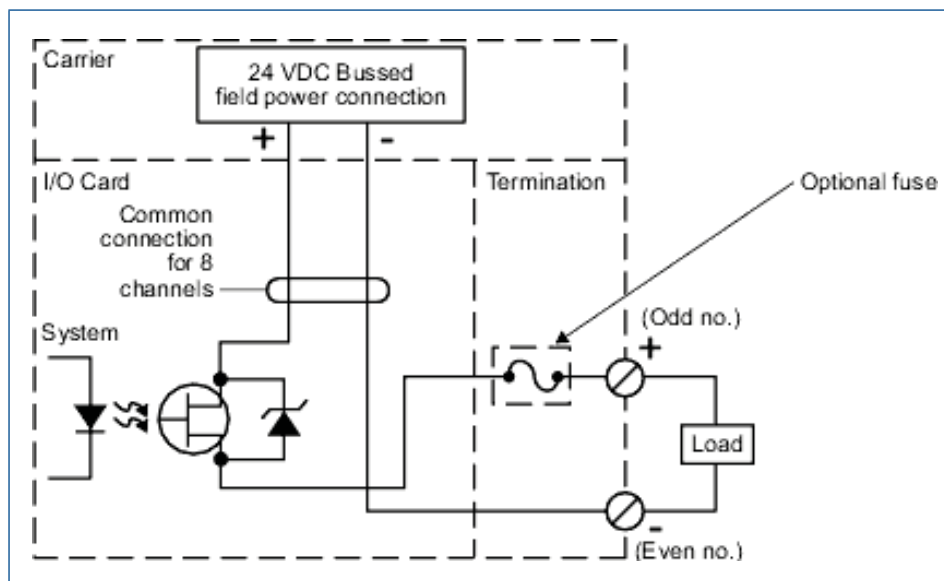 Carrier
24 VDC Bussed
field power connection
+
-
I/O Card
Termination
Optional fuse
Common
connection
for 8
channels
System
(Odd no.)
+
Load
-
(Even no.)